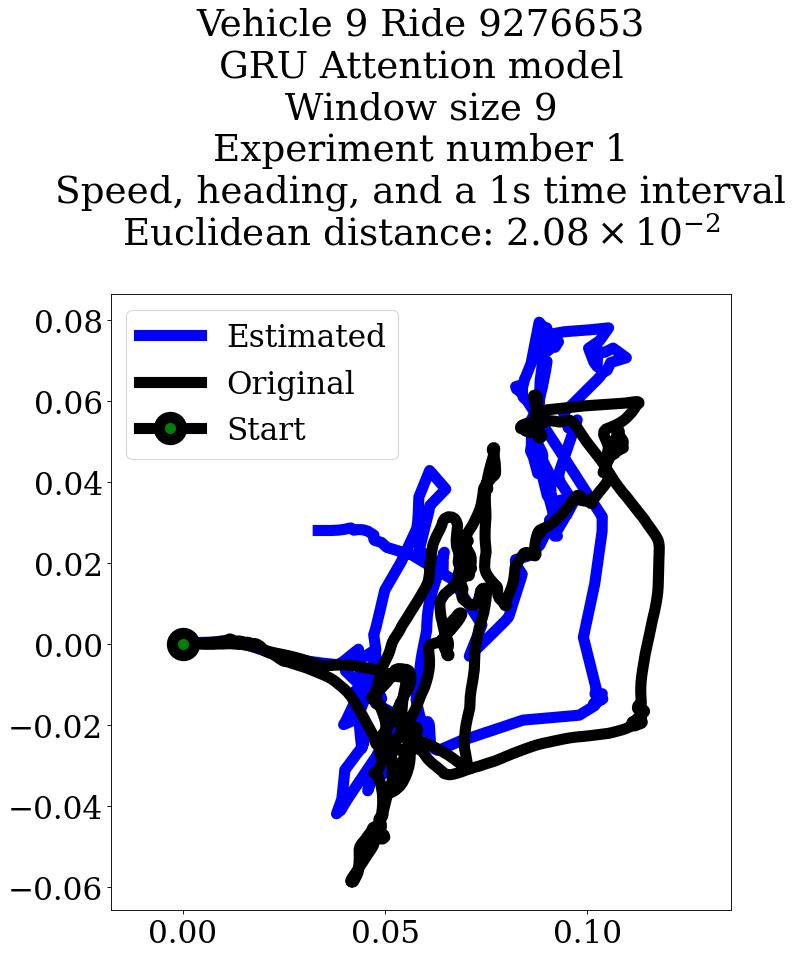 Vehicle 9 Ride 9276653
GRU Attention model
Window size 9
Experiment number 1
Speed, heading, and a 1s time interval
Euclidean distance: 2.08 × 10⁻²
Estimated
Original
Start
0.08
0.06
0.04
0.02
0.00
−0.02
−0.04
−0.06
0.00 0.05 0.10